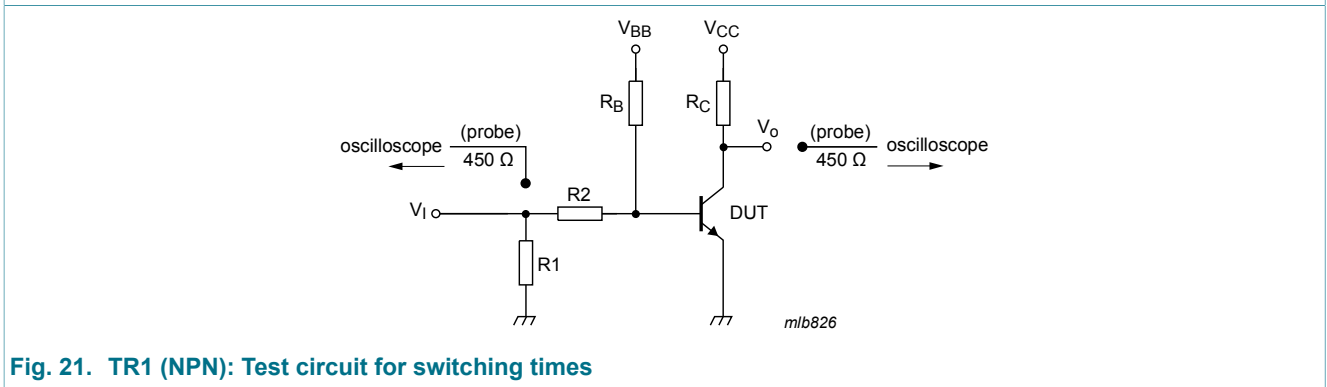 VBB
VCC
RB
RC
Vo
oscilloscope
(probe)
450 Ω
(probe)
450 Ω
oscilloscope
R2
VI
DUT
R1
mlb826
Fig. 21. TR1 (NPN): Test circuit for switching times